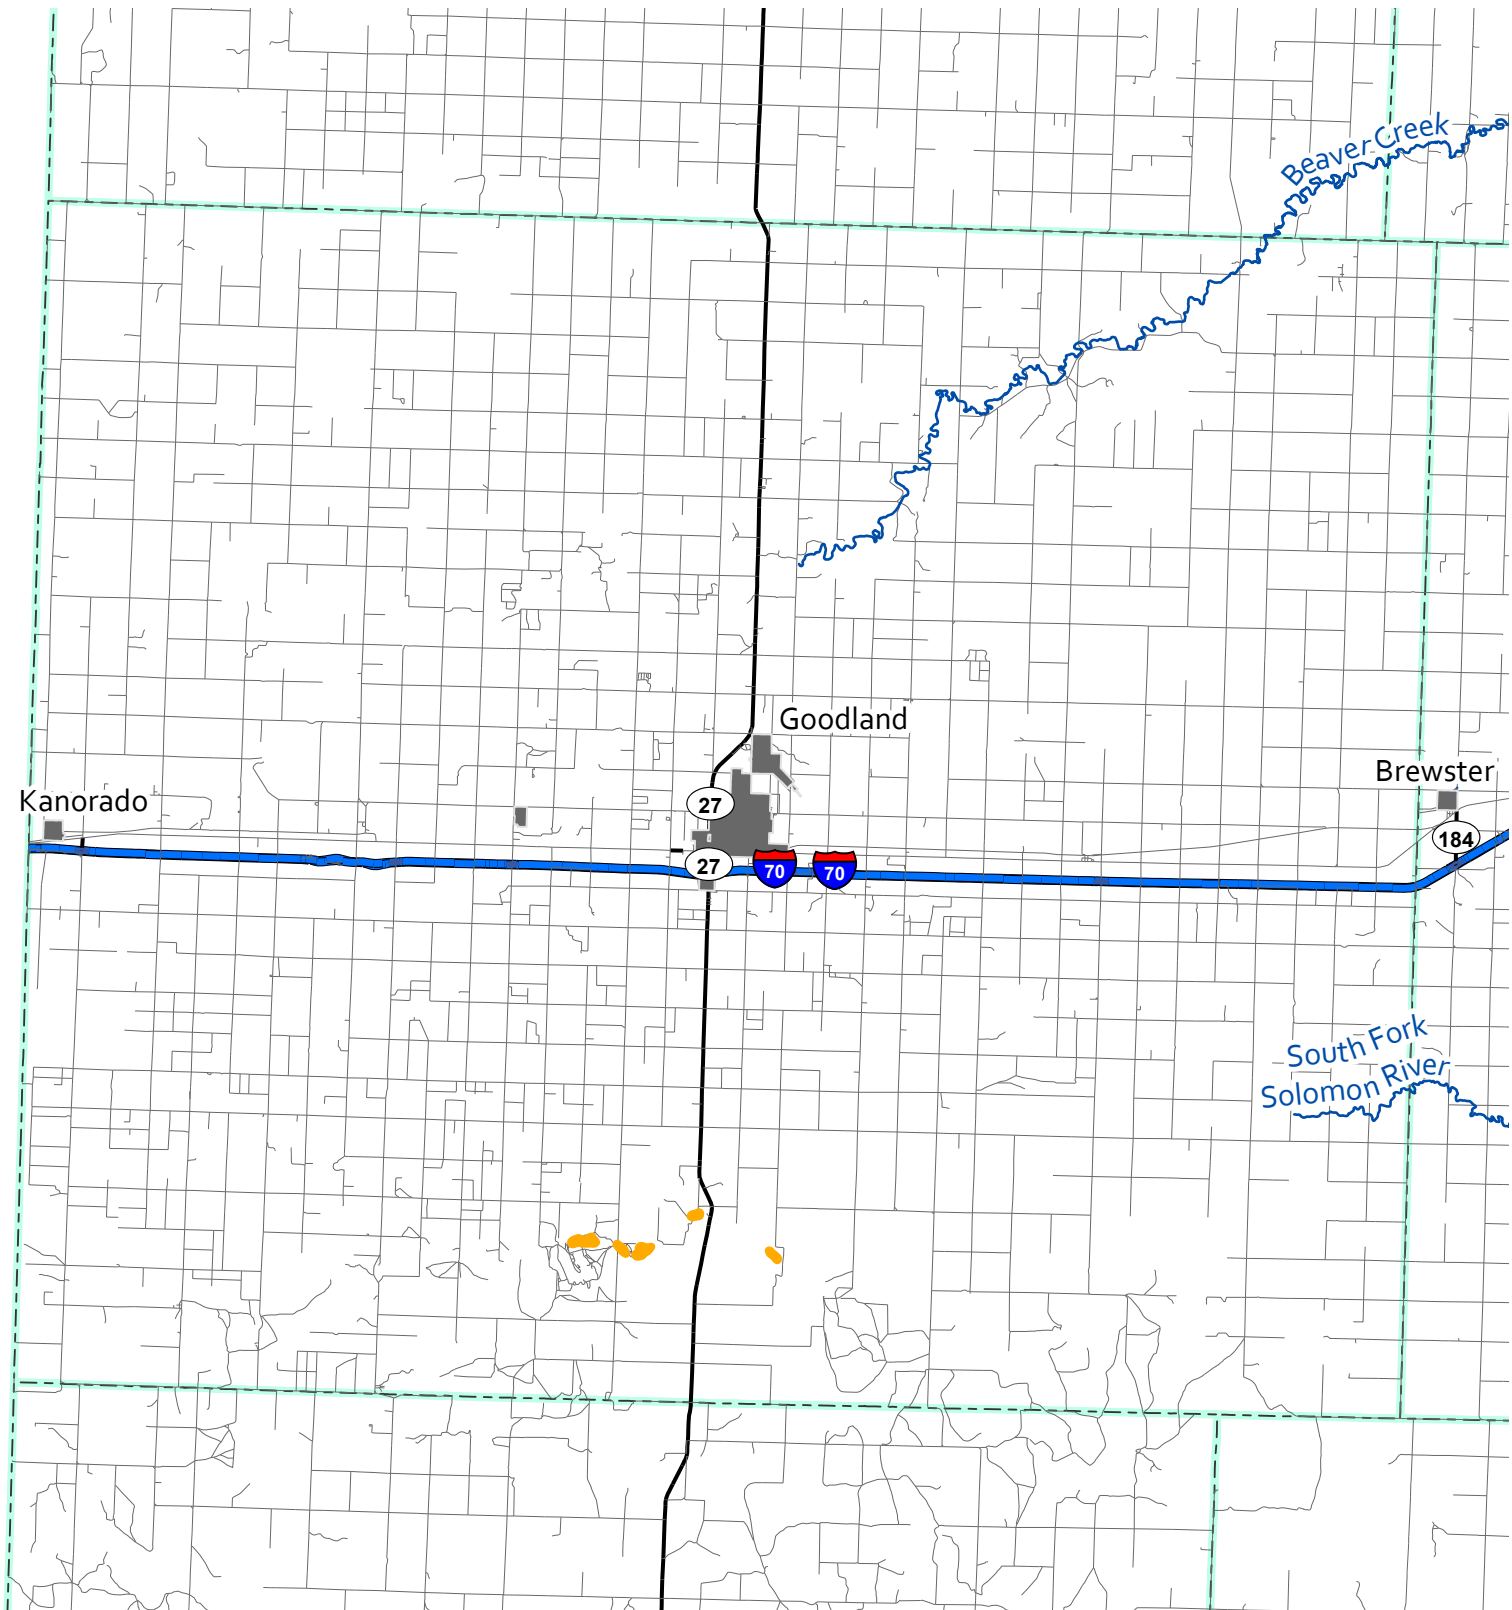 Beaver Creek
Goodland
Brewster
Kanorado
27
184
27
70
70
South Fork
Solomon River